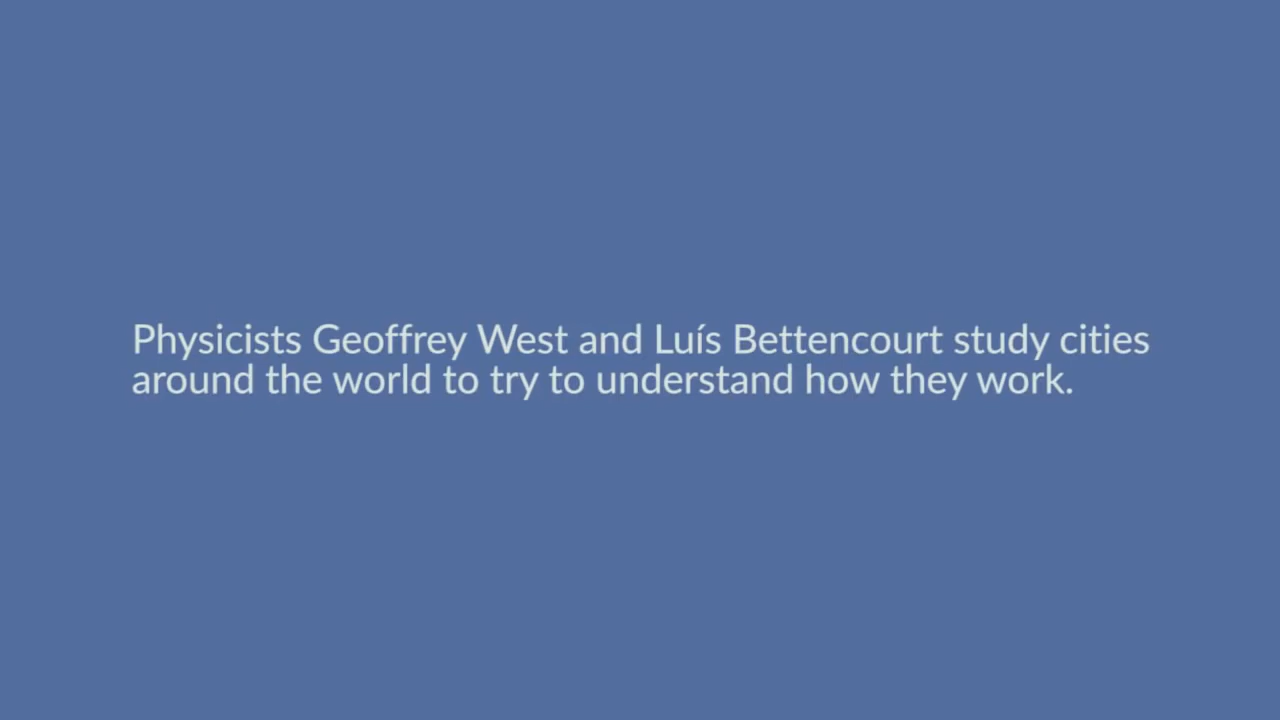 Physicists Geoffrey West and Luís Bettencourt study cities
around the world to try to understand how they work.